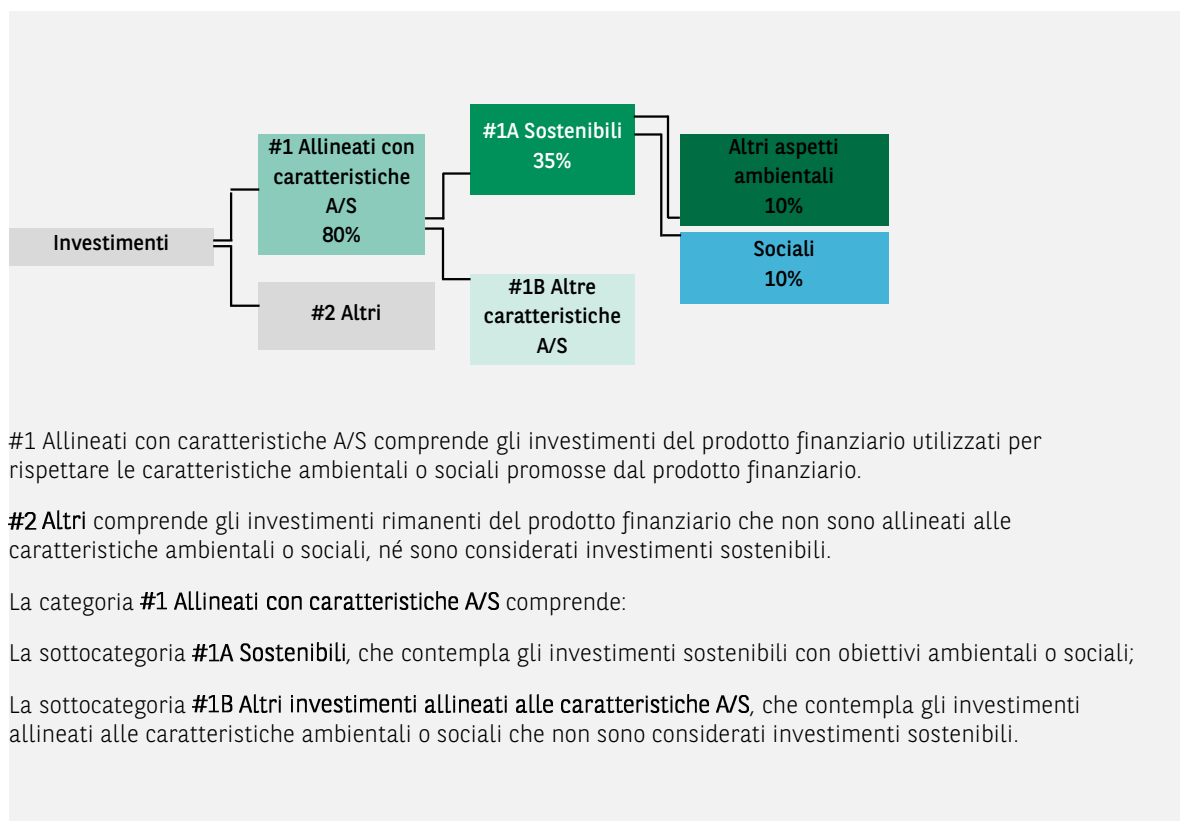 #1A Sostenibili
35%
#1 Allineati con
caratteristiche
A/S
80%
Altri aspetti
ambientali
10%
Investimenti
Sociali
10%
#2 Altri
#1B Altre
caratteristiche
A/S
#1 Allineati con caratteristiche A/S comprende gli investimenti del prodotto finanziario utilizzati per
rispettare le caratteristiche ambientali o sociali promosse dal prodotto finanziario.
#2 Altri comprende gli investimenti rimanenti del prodotto finanziario che non sono allineati alle
caratteristiche ambientali o sociali, né sono considerati investimenti sostenibili.
La categoria #1 Allineati con caratteristiche A/S comprende:
La sottocategoria #1A Sostenibili, che contempla gli investimenti sostenibili con obiettivi ambientali o sociali;
La sottocategoria #1B Altri investimenti allineati alle caratteristiche A/S, che contempla gli investimenti
allineati alle caratteristiche ambientali o sociali che non sono considerati investimenti sostenibili.